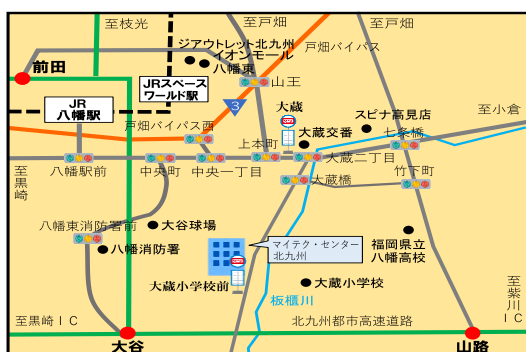 至枝光
至戸畑
至戸畑
ジアウトレット北九州
イオンモール
八幡東
戸畑バイパス
前田
JRスペース
ワールド駅
山王
3
JR
八幡駅
大蔵
スピナ高見店
至小倉
戸畑バイパス西
大蔵交番
七条橋
上本町
大蔵二丁目
八幡駅前
中央町
中央一丁目
大蔵橋
竹下町
至黒崎
八幡東消防署前
大谷球場
八幡消防署
マイテク・センター
北九州
福岡県立
八幡高校
大蔵小学校前
大蔵小学校
板櫃川
至紫川IC
至黒崎IC
北九州都市高速道路
大谷
山路